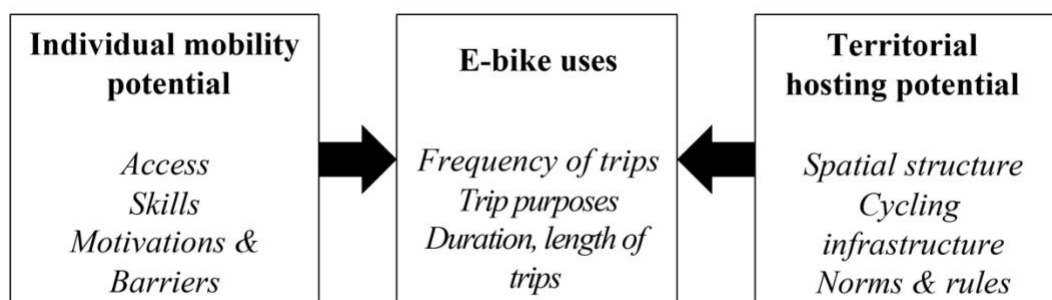 Individual mobility
potential
Access
Skills
Motivations &
Barriers
E-bike uses
Frequency of trips
Trip purposes
Duration, length of
trips
Territorial
hosting potential
Spatial structure
Cycling
infrastructure
Norms & rules